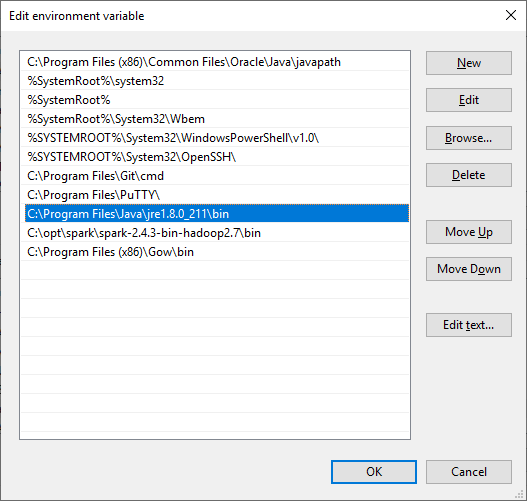 Edit environment variable
C:\Program Files (x86)\Common Files\Oracle\Java\javapath
%SystemRoot%\system32
%SystemRoot%
%SystemRoot%\System32\Wbem
%SYSTEMROOT%\System32\WindowsPowerShell\v1.0\
%SYSTEMROOT%\System32\OpenSSH\
C:\Program Files\Git\cmd
C:\Program Files\PuTTY\
C:\Program Files\Java\jre1.8.0_211\bin
C:\opt\spark\spark-2.4.3-bin-hadoop2.7\bin
C:\Program Files (x86)\Gow\bin
New
Edit
Browse...
Delete
Move Up
Move Down
Edit text...
OK
Cancel